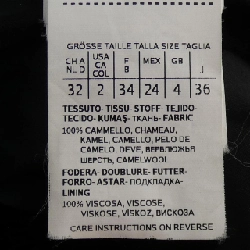 GRÖSSE TAILLE TALLA SIZE TAGLIA
CH A N.L. D USA CA COL F B MEX GB J
32 2 34 24 4 36
TESSUTO-TISSU STOFF TEJIDO-
TECIDO-KUMAŞ-ТКАНЬ-FABRIC
100% CAMMELLO, CHAMEAU,
KAMEL, CAMELLO, PELO DE
CAMELO, DEVE, ВЕРБЛЮЖЬЯ
ШЕРСТЬ, CAMELWOOL
FODERA-DOUBLURE-FUTTER-
FORRO-ASTAR-ПОДКЛАДКА-
LINING
100% VISCOSA, VISCOSE,
VISKOSE, VISKOZ, ВИСКОЗА
CARE INSTRUCTIONS ON REVERSE